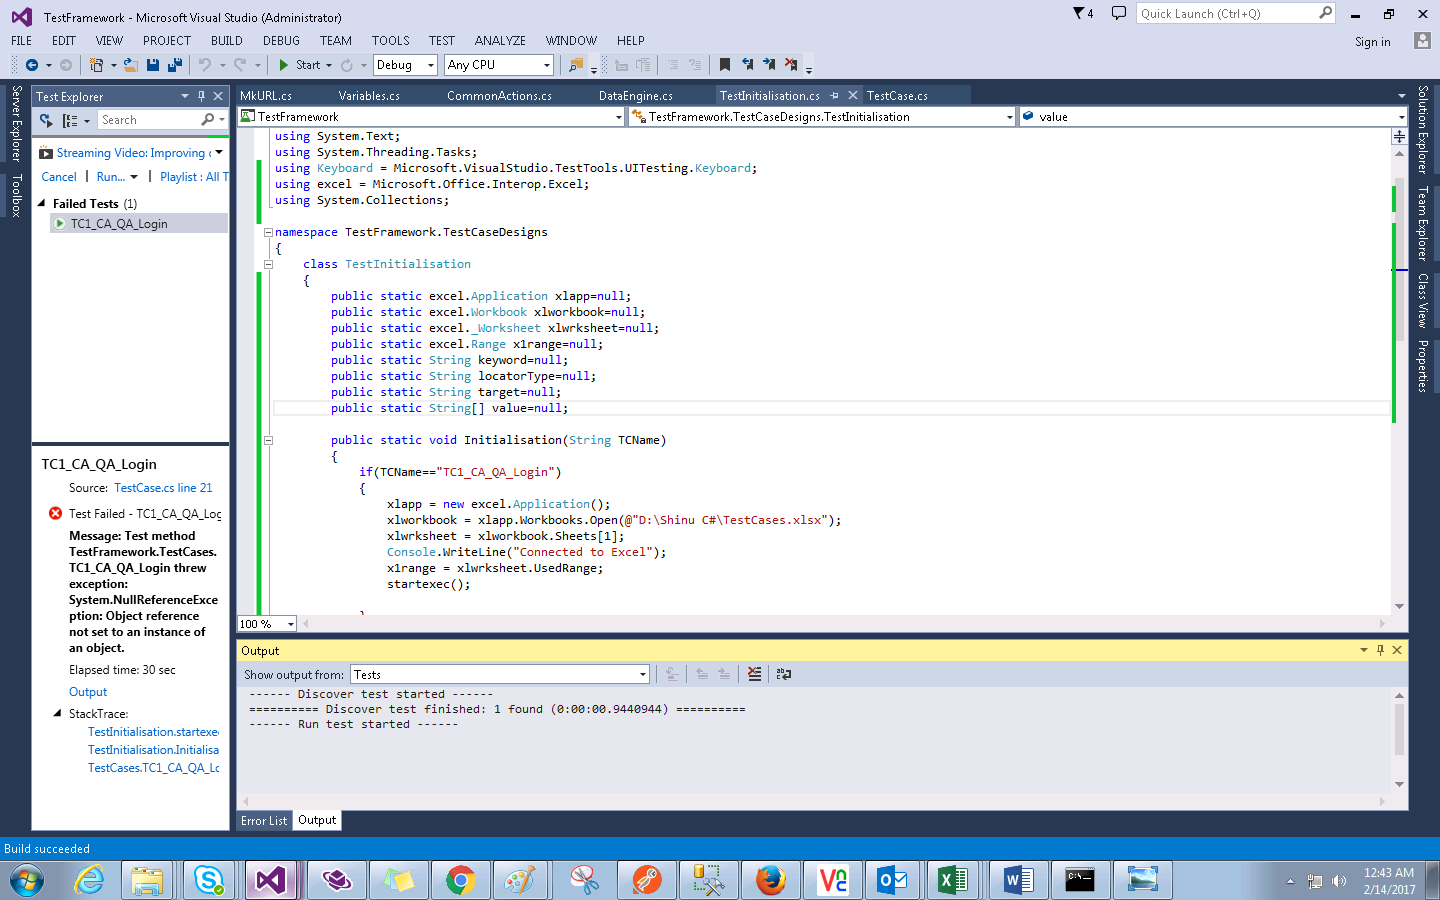 TestFramework - Microsoft Visual Studio (Administrator)
4
Quick Launch (Ctrl+Q)
FILE EDIT VIEW PROJECT BUILD DEBUG TEAM TOOLS TEST ANALYZE WINDOW HELP
Sign in
Start
Debug
Any CPU
Server Explorer
Toolbox
Test Explorer
Search
Streaming Video: Improving
Cancel | Run... | Playlist : All T
Failed Tests (1)
TC1_CA_QA_Login
TC1_CA_QA_Login
Source: TestCase.cs line 21
Test Failed - TC1_CA_QA_Log
Message: Test method
TestFramework.TestCases.
TC1_CA_QA_Login threw
exception:
System.NullReferenceExce
ption: Object reference
not set to an instance of
an object.
Elapsed time: 30 sec
Output
StackTrace:
TestInitialisation.startexe
TestInitialisation.Initialisa
TestCases.TC1_CA_QA_Lo
MkURL.cs Variables.cs CommonActions.cs DataEngine.cs TestInitialisation.cs TestCase.cs
TestFramework
TestFramework.TestCaseDesigns.TestInitialisation
value
using System.Text;
using System.Threading.Tasks;
using Keyboard = Microsoft.VisualStudio.TestTools.UITesting.Keyboard;
using excel = Microsoft.Office.Interop.Excel;
using System.Collections;
namespace TestFramework.TestCaseDesigns
{
class TestInitialisation
{
public static excel.Application xlapp=null;
public static excel.Workbook xlworkbook=null;
public static excel._Worksheet xlwrksheet=null;
public static excel.Range x1range=null;
public static String keyword=null;
public static String locatorType=null;
public static String target=null;
public static String[] value=null;
public static void Initialisation(String TCName)
{
if(TCName=="TC1_CA_QA_Login")
{
xlapp = new excel.Application();
xlworkbook = xlapp.Workbooks.Open(@"D:\Shinu C#\TestCases.xlsx");
xlwrksheet = xlworkbook.Sheets[1];
Console.WriteLine("Connected to Excel");
x1range = xlwrksheet.UsedRange;
startexec();
}
100 %
Output
Show output from: Tests
------ Discover test started ------
========== Discover test finished: 1 found (0:00:00.9440944) ==========
------ Run test started ------
Error List
Output
Solution Explorer
Team Explorer
Class View
Properties
Build succeeded
12:43 AM
2/14/2017